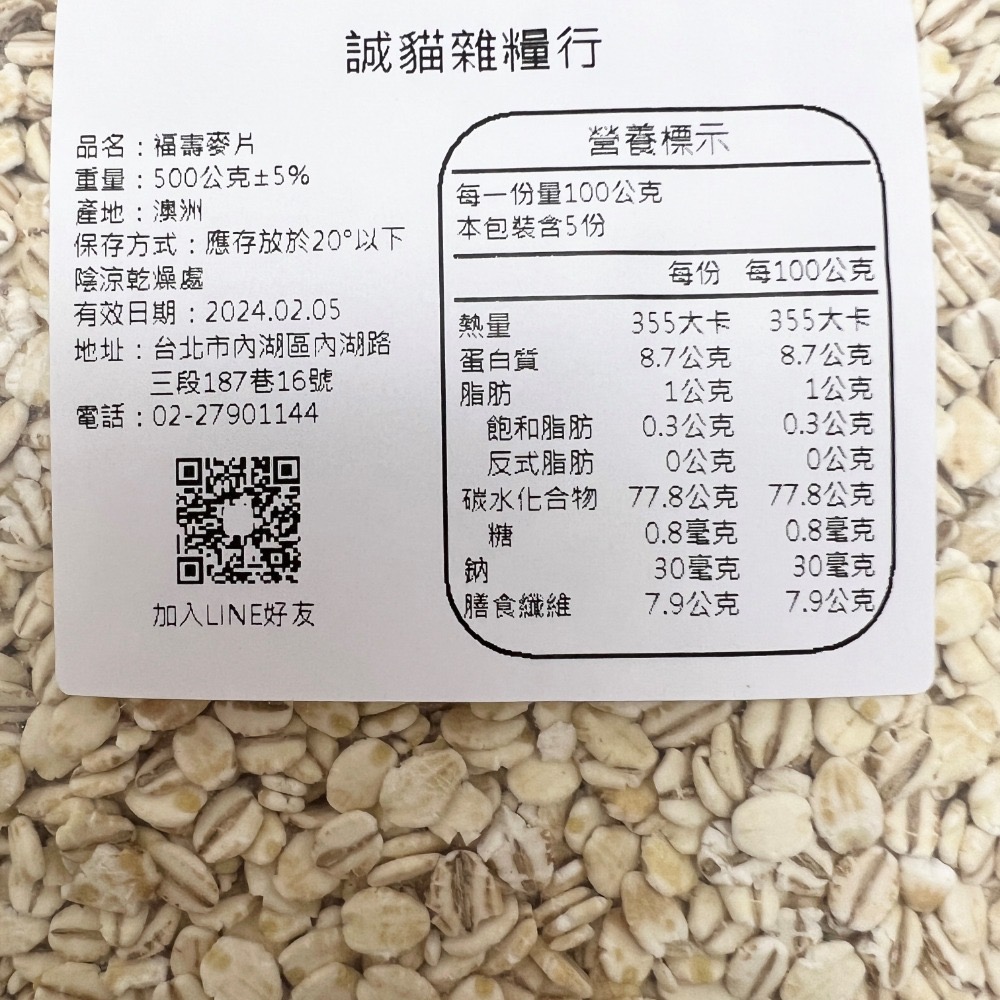 誠貓雜糧行
品名：福壽麥片
重量：500公克±5%
產地：澳洲
保存方式：應存放於20°以下
陰涼乾燥處
有效日期：2024.02.05
地址：台北市內湖區內湖路
三段187巷16號
電話：02-27901144
加入LINE好友
營養標示
每一份量100公克
本包裝含5份
每份 每100公克
熱量 355大卡 355大卡
蛋白質 8.7公克 8.7公克
脂肪 1公克 1公克
飽和脂肪 0.3公克 0.3公克
反式脂肪 0公克 0公克
碳水化合物 77.8公克 77.8公克
糖 0.8毫克 0.8毫克
鈉 30毫克 30毫克
膳食纖維 7.9公克 7.9公克